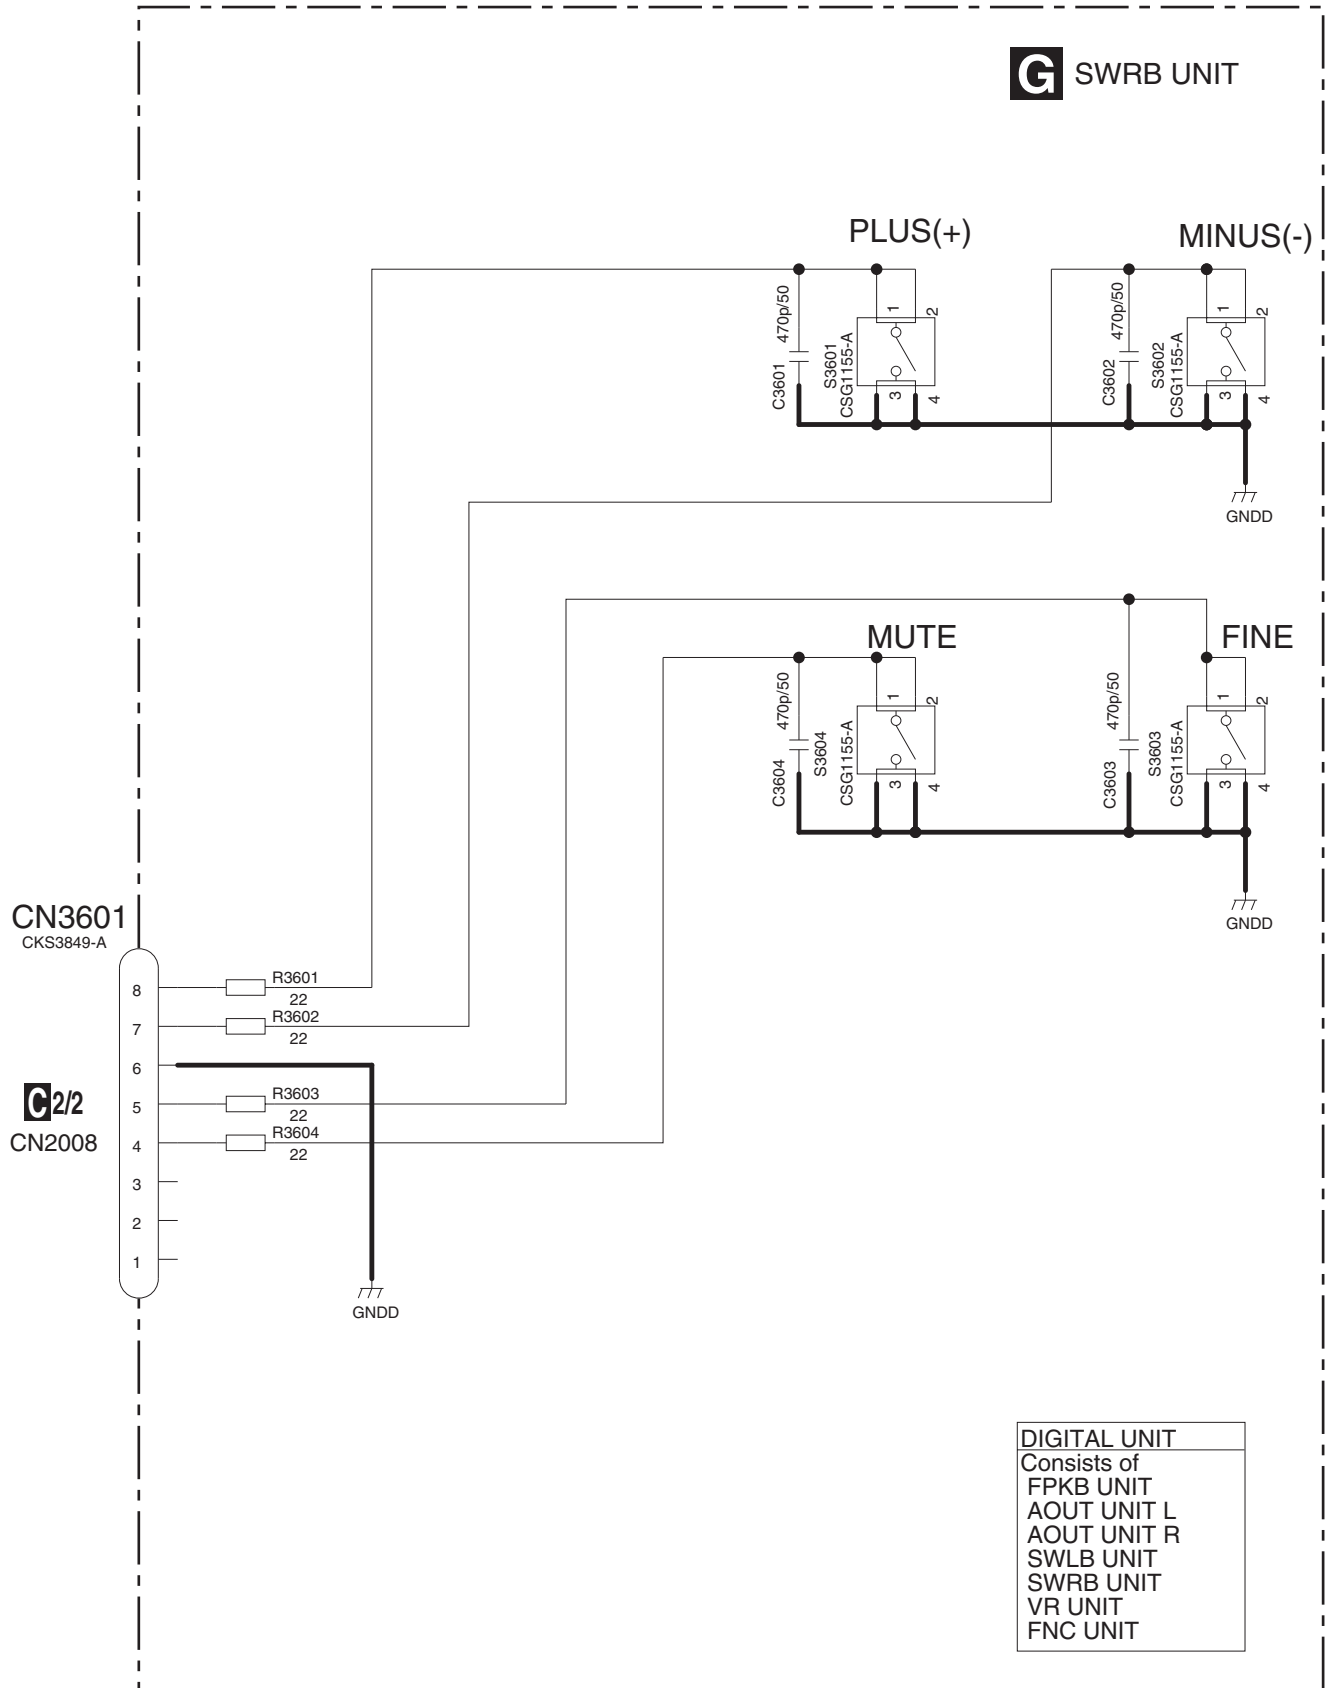 G SWRB UNIT
PLUS(+)
MINUS(-)
470p/50
C3601
S3601
CSG1155-A
1
2
3
4
470p/50
C3602
S3602
CSG1155-A
1
2
3
4
GNDD
MUTE
FINE
470p/50
C3604
S3604
CSG1155-A
1
2
3
4
470p/50
C3603
S3603
CSG1155-A
1
2
3
4
GNDD
CN3601
CKS3849-A
8
R3601
22
7
R3602
22
6
C 2/2
5
R3603
22
CN2008
4
R3604
22
3
2
1
GNDD
DIGITAL UNIT
Consists of
FPKB UNIT
AOUT UNIT L
AOUT UNIT R
SWLB UNIT
SWRB UNIT
VR UNIT
FNC UNIT